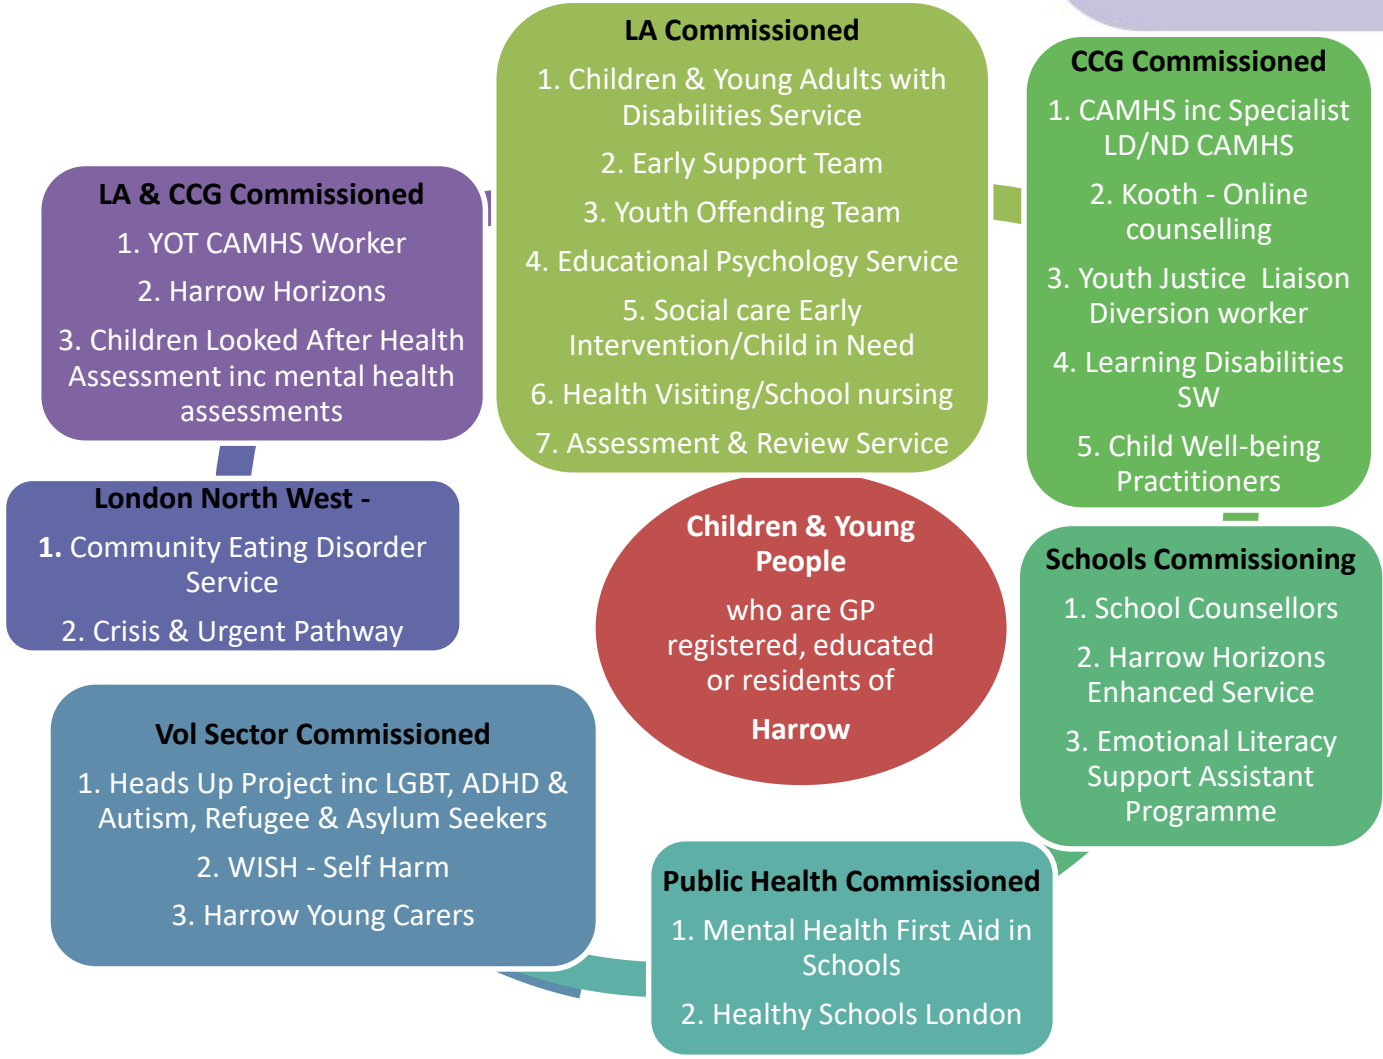 LA Commissioned
1. Children & Young Adults with
Disabilities Service
2. Early Support Team
3. Youth Offending Team
4. Educational Psychology Service
5. Social care Early
Intervention/Child in Need
6. Health Visiting/School nursing
7. Assessment & Review Service
CCG Commissioned
1. CAMHS inc Specialist
LD/ND CAMHS
2. Kooth - Online
counselling
3. Youth Justice  Liaison
Diversion worker
4. Learning Disabilities
SW
5. Child Well-being
Practitioners
Schools Commissioning
1. School Counsellors
2. Harrow Horizons
Enhanced Service
3. Emotional Literacy
Support Assistant
Programme
Public Health Commissioned
1. Mental Health First Aid in
Schools
2. Healthy Schools London
Vol Sector Commissioned
1. Heads Up Project inc LGBT, ADHD &
Autism, Refugee & Asylum Seekers
2. WISH - Self Harm
3. Harrow Young Carers
London North West -
1. Community Eating Disorder
Service
2. Crisis & Urgent Pathway
LA & CCG Commissioned
1. YOT CAMHS Worker
2. Harrow Horizons
3. Children Looked After Health
Assessment inc mental health
assessments
Children & Young
People
who are GP
registered, educated
or residents of
Harrow